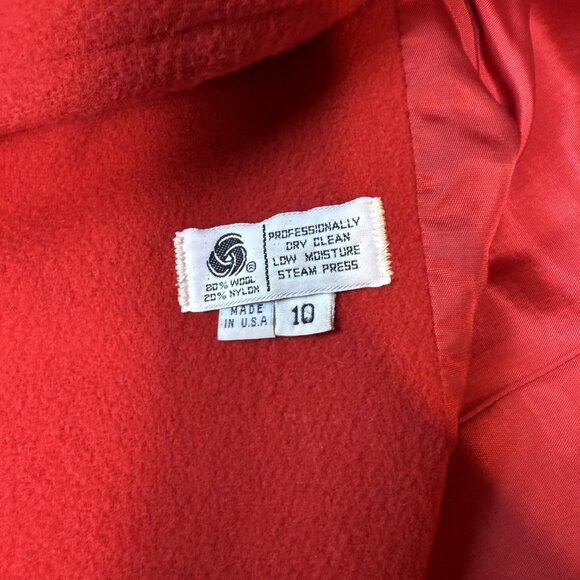 PROFESSIONALLY
DRY CLEAN
LOW MOISTURE
STEAM PRESS
®
80% WOOL
20% NYLON
MADE
IN U.S.A
10